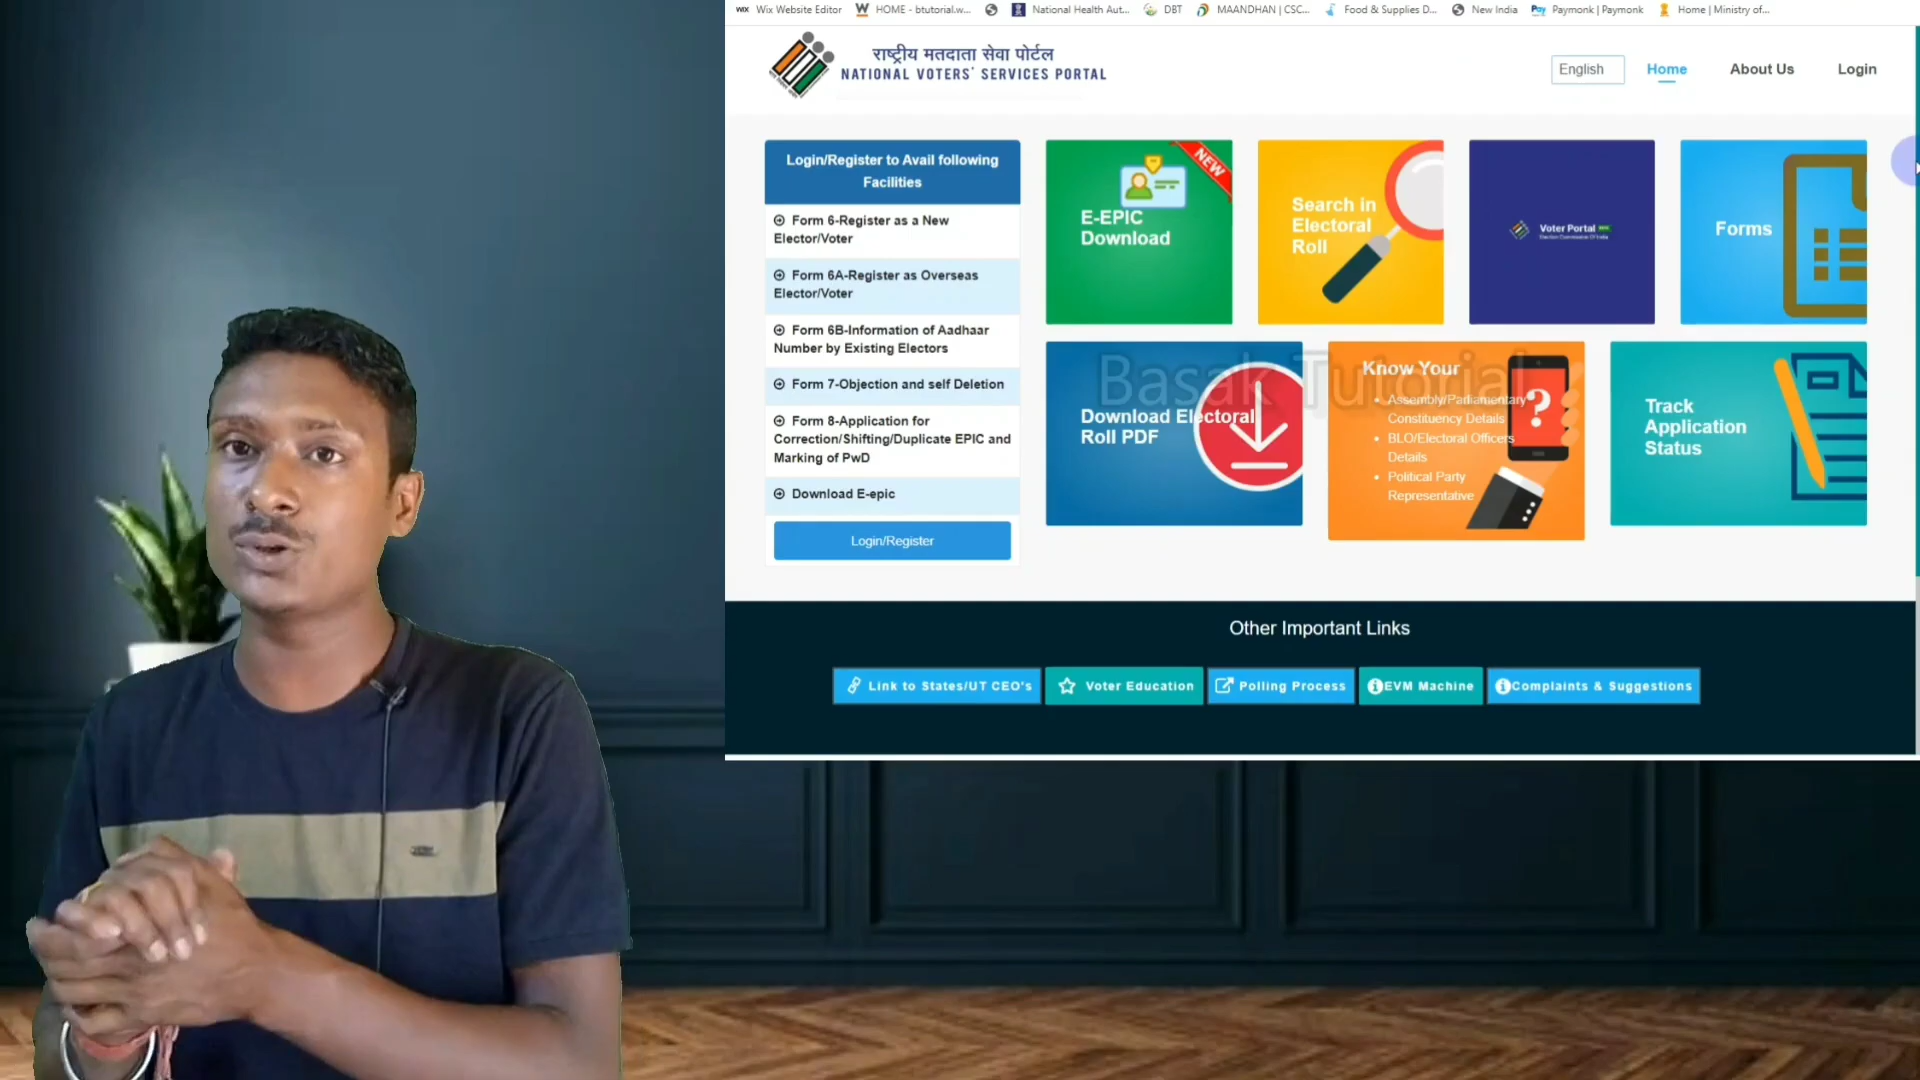 Wix Website Editor HOME - btutorial.w... National Health Aut... DBT MAANDHAN | CSC... Food & Supplies D... New India Paymonk | Paymonk Home | Ministry of...
राष्ट्रीय मतदाता सेवा पोर्टल
NATIONAL VOTERS' SERVICES PORTAL
English
Home
About Us
Login
Login/Register to Avail following
Facilities
Form 6-Register as a New
Elector/Voter
Form 6A-Register as Overseas
Elector/Voter
Form 6B-Information of Aadhaar
Number by Existing Electors
Form 7-Objection and self Deletion
Form 8-Application for
Correction/Shifting/Duplicate EPIC and
Marking of PwD
Download E-epic
Login/Register
NEW
E-EPIC
Download
Search in
Electoral
Roll
Voter Portal
Election Commission Of India
Forms
Basak Tutorial
Download Electoral
Roll PDF
Know Your
Assembly/Parliamentary
Constituency Details
BLO/Electoral Officers
Details
Political Party
Representative
Track
Application
Status
Other Important Links
Link to States/UT CEO's
Voter Education
Polling Process
EVM Machine
Complaints & Suggestions